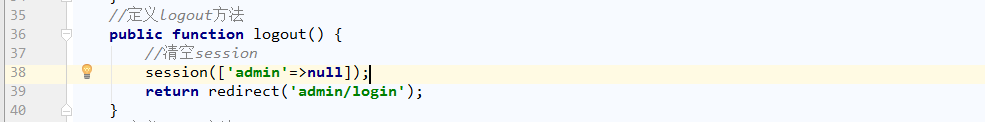 35 //定义logout方法
36 public function logout() {
37 //清空session
38 session(['admin'=>null]);
39 return redirect('admin/login');
40 }